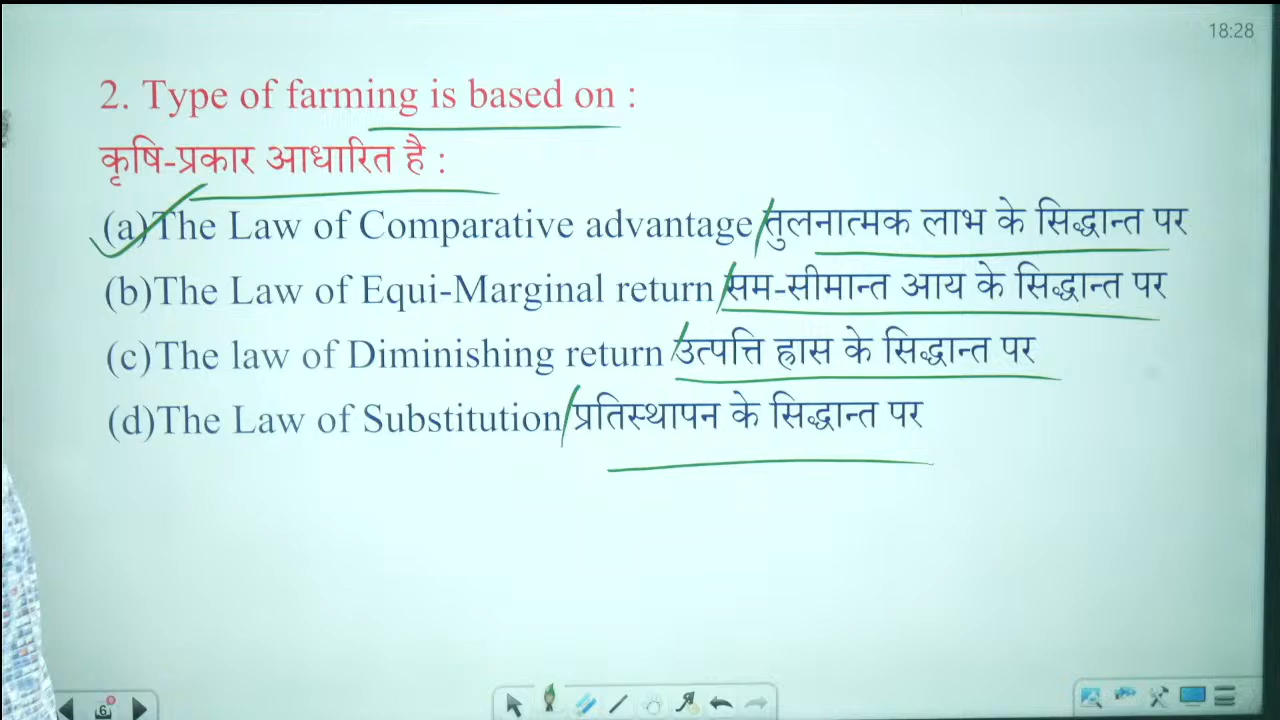 18:28
2. Type of farming is based on :
कृषि-प्रकार आधारित है :
(a)The Law of Comparative advantage/तुलनात्मक लाभ के सिद्धान्त पर
(b)The Law of Equi-Marginal return/सम-सीमान्त आय के सिद्धान्त पर
(c)The law of Diminishing return/उत्पत्ति ह्रास के सिद्धान्त पर
(d)The Law of Substitution/प्रतिस्थापन के सिद्धान्त पर
6